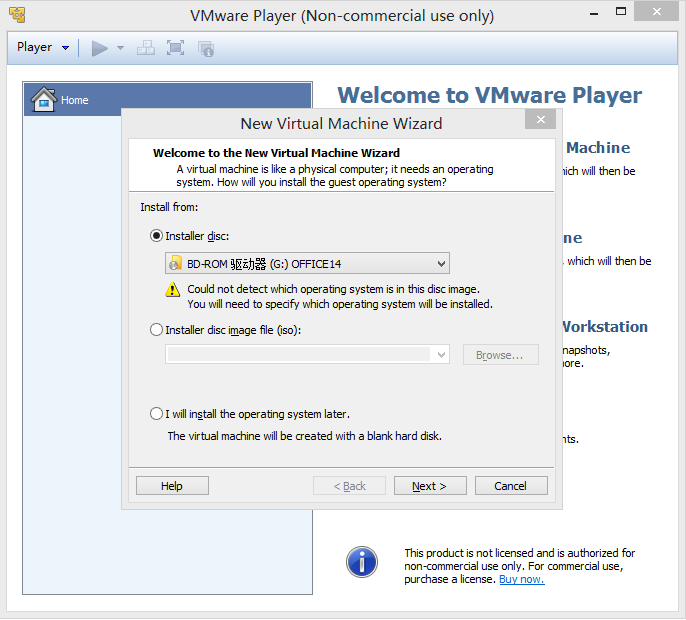 VMware Player (Non-commercial use only)
Player
Home
Welcome to VMware Player
New Virtual Machine Wizard
Machine
which will then be
Welcome to the New Virtual Machine Wizard
A virtual machine is like a physical computer; it needs an operating
system. How will you install the guest operating system?
Install from:
Installer disc:
BD-ROM 驱动器 (G:) OFFICE14
, which will then be
Could not detect which operating system is in this disc image.
You will need to specify which operating system will be installed.
Installer disc image file (iso):
Workstation
Browse...
I will install the operating system later.
The virtual machine will be created with a blank hard disk.
Help
< Back
Next >
Cancel
This product is not licensed and is authorized for
non-commercial use only. For commercial use,
purchase a license. Buy now.